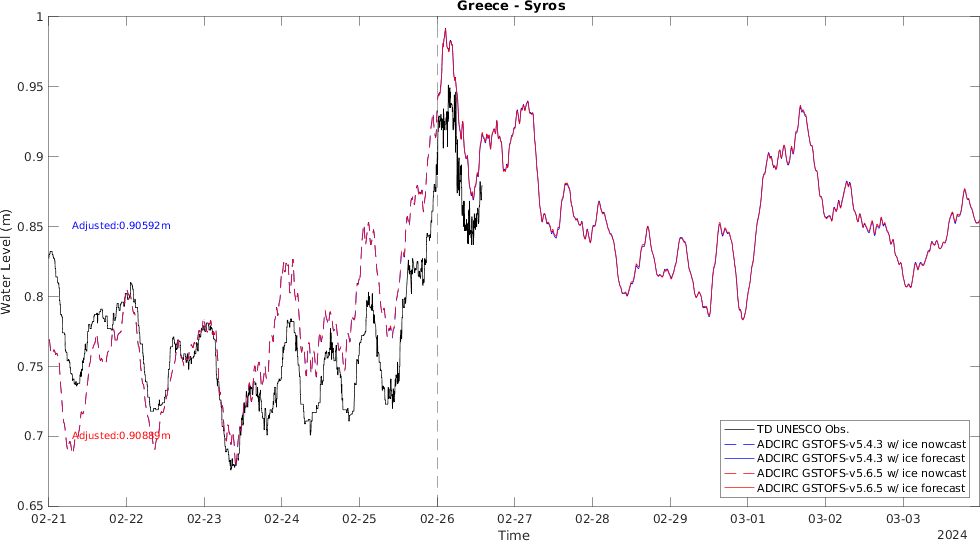 Greece - Syros
1
0.95
0.9
0.85
0.8
0.75
0.7
0.65
Water Level (m)
Adjusted:0.90592m
Adjusted:0.90889m
TD UNESCO Obs.
ADCIRC GSTOFS-v5.4.3 w/ ice nowcast
ADCIRC GSTOFS-v5.4.3 w/ ice forecast
ADCIRC GSTOFS-v5.6.5 w/ ice nowcast
ADCIRC GSTOFS-v5.6.5 w/ ice forecast
02-21 02-22 02-23 02-24 02-25 02-26 02-27 02-28 02-29 03-01 03-02 03-03
Time
2024